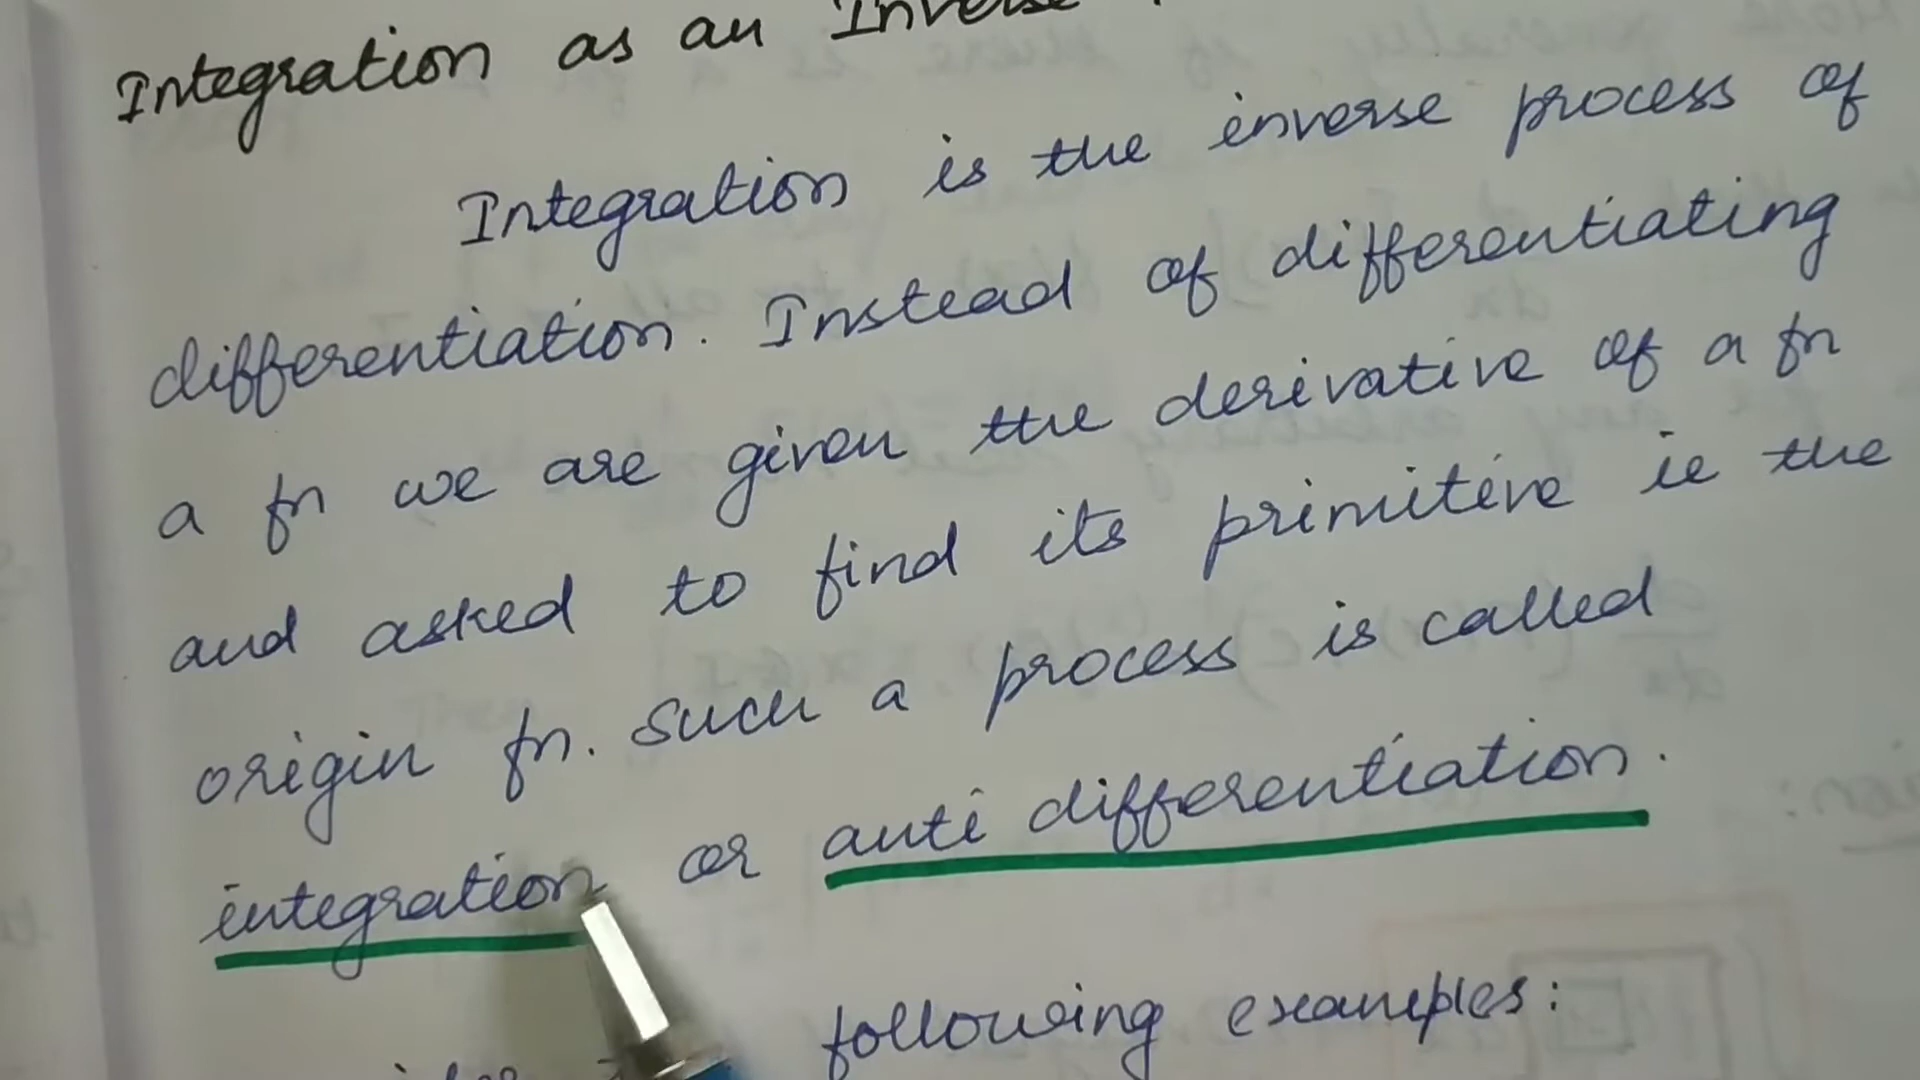 Integration as an Inverse
Integration is the inverse process of
differentiation. Instead of differentiating
a fn we are given the derivative of a fn
and asked to find its primitive ie the
origin fn. Such a process is called
integration or anti differentiation.
following examples: